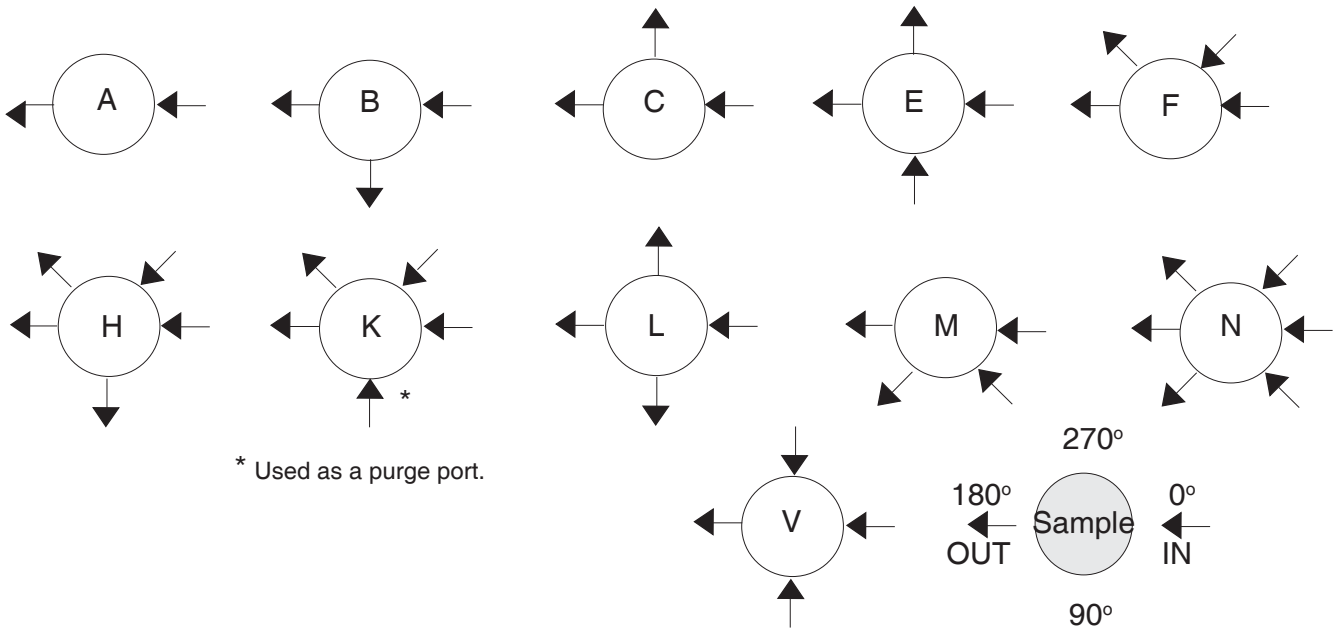 A
B
C
E
F
H
K
L
M
N
*
* Used as a purge port.
270°
V
180°
Sample
0°
OUT
IN
90°